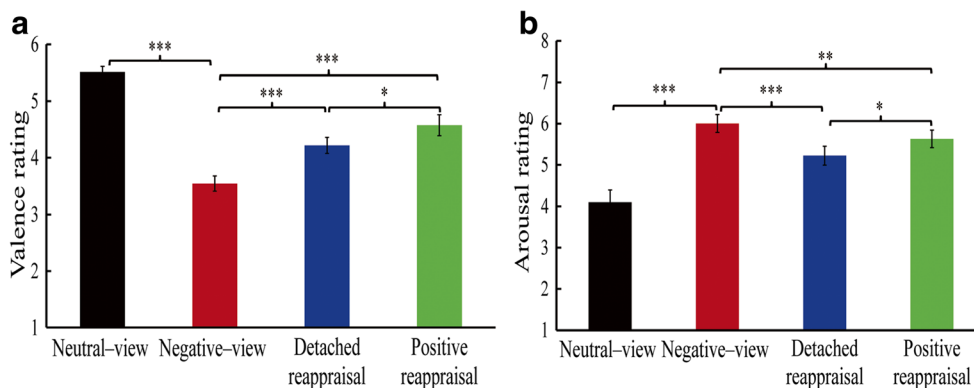 a
Valence rating
6
5
4
3
2
1
***
***
***
*
Neutral–view
Negative–view
Detached
reappraisal
Positive
reappraisal
b
Arousal rating
8
7
6
5
4
3
2
1
**
***
***
*
Neutral–view
Negative–view
Detached
reappraisal
Positive
reappraisal